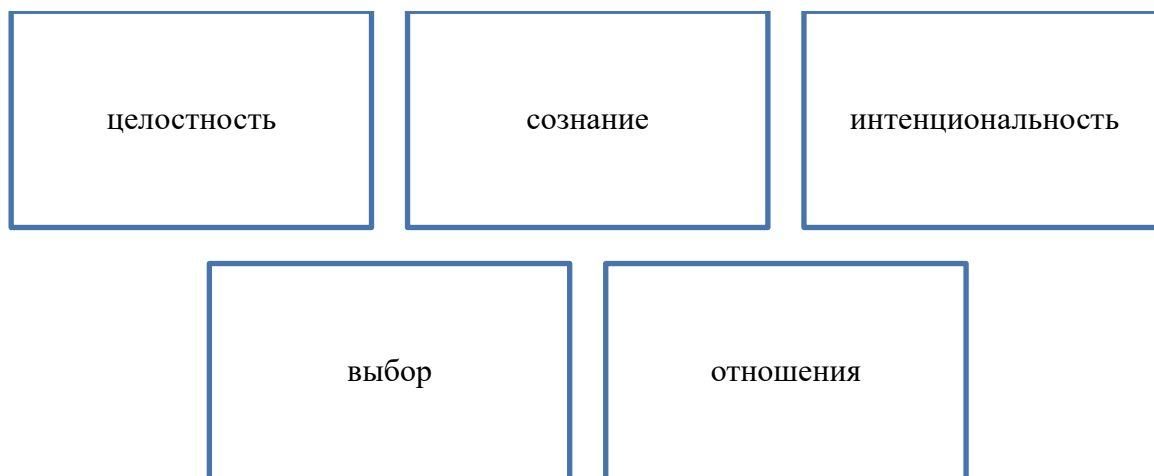 целостность
сознание
интенциональность
выбор
отношения